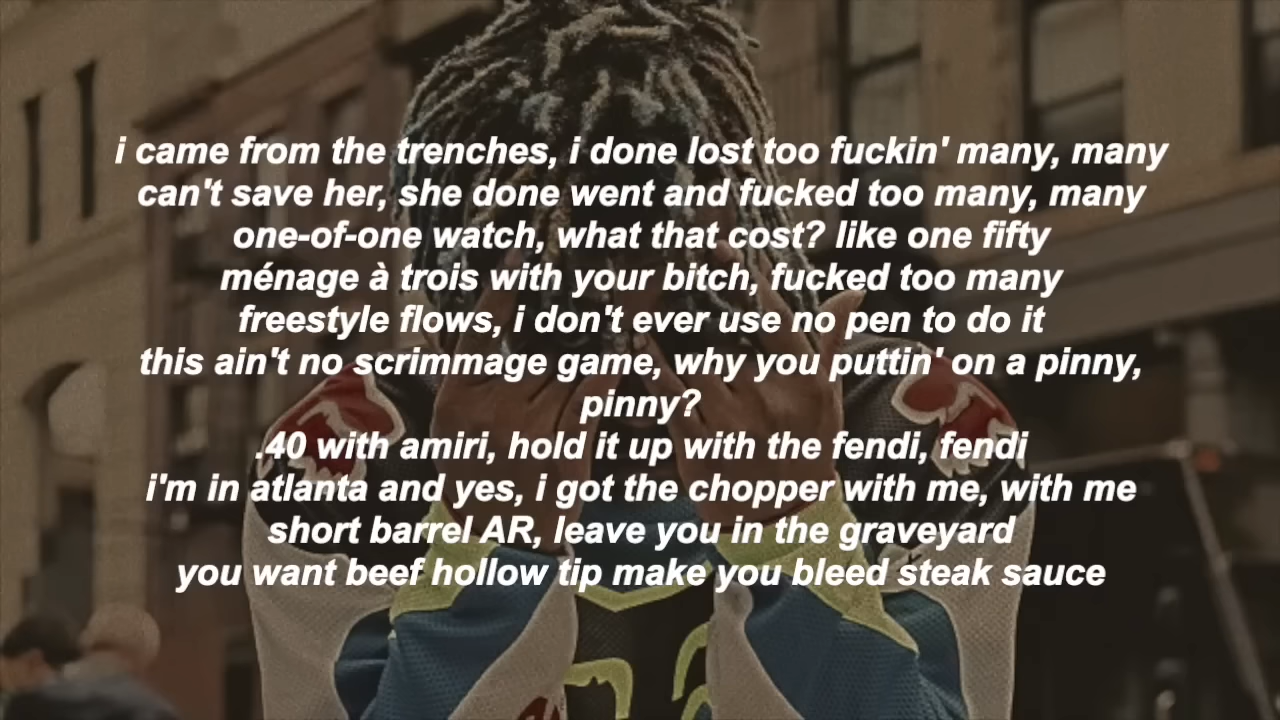 i came from the trenches, i done lost too fuckin' many, many
can't save her, she done went and fucked too many, many
one-of-one watch, what that cost? like one fifty
ménage à trois with your bitch, fucked too many
freestyle flows, i don't ever use no pen to do it
this ain't no scrimmage game, why you puttin' on a pinny,
pinny?
.40 with amiri, hold it up with the fendi, fendi
i'm in atlanta and yes, i got the chopper with me, with me
short barrel AR, leave you in the graveyard
you want beef hollow tip make you bleed steak sauce